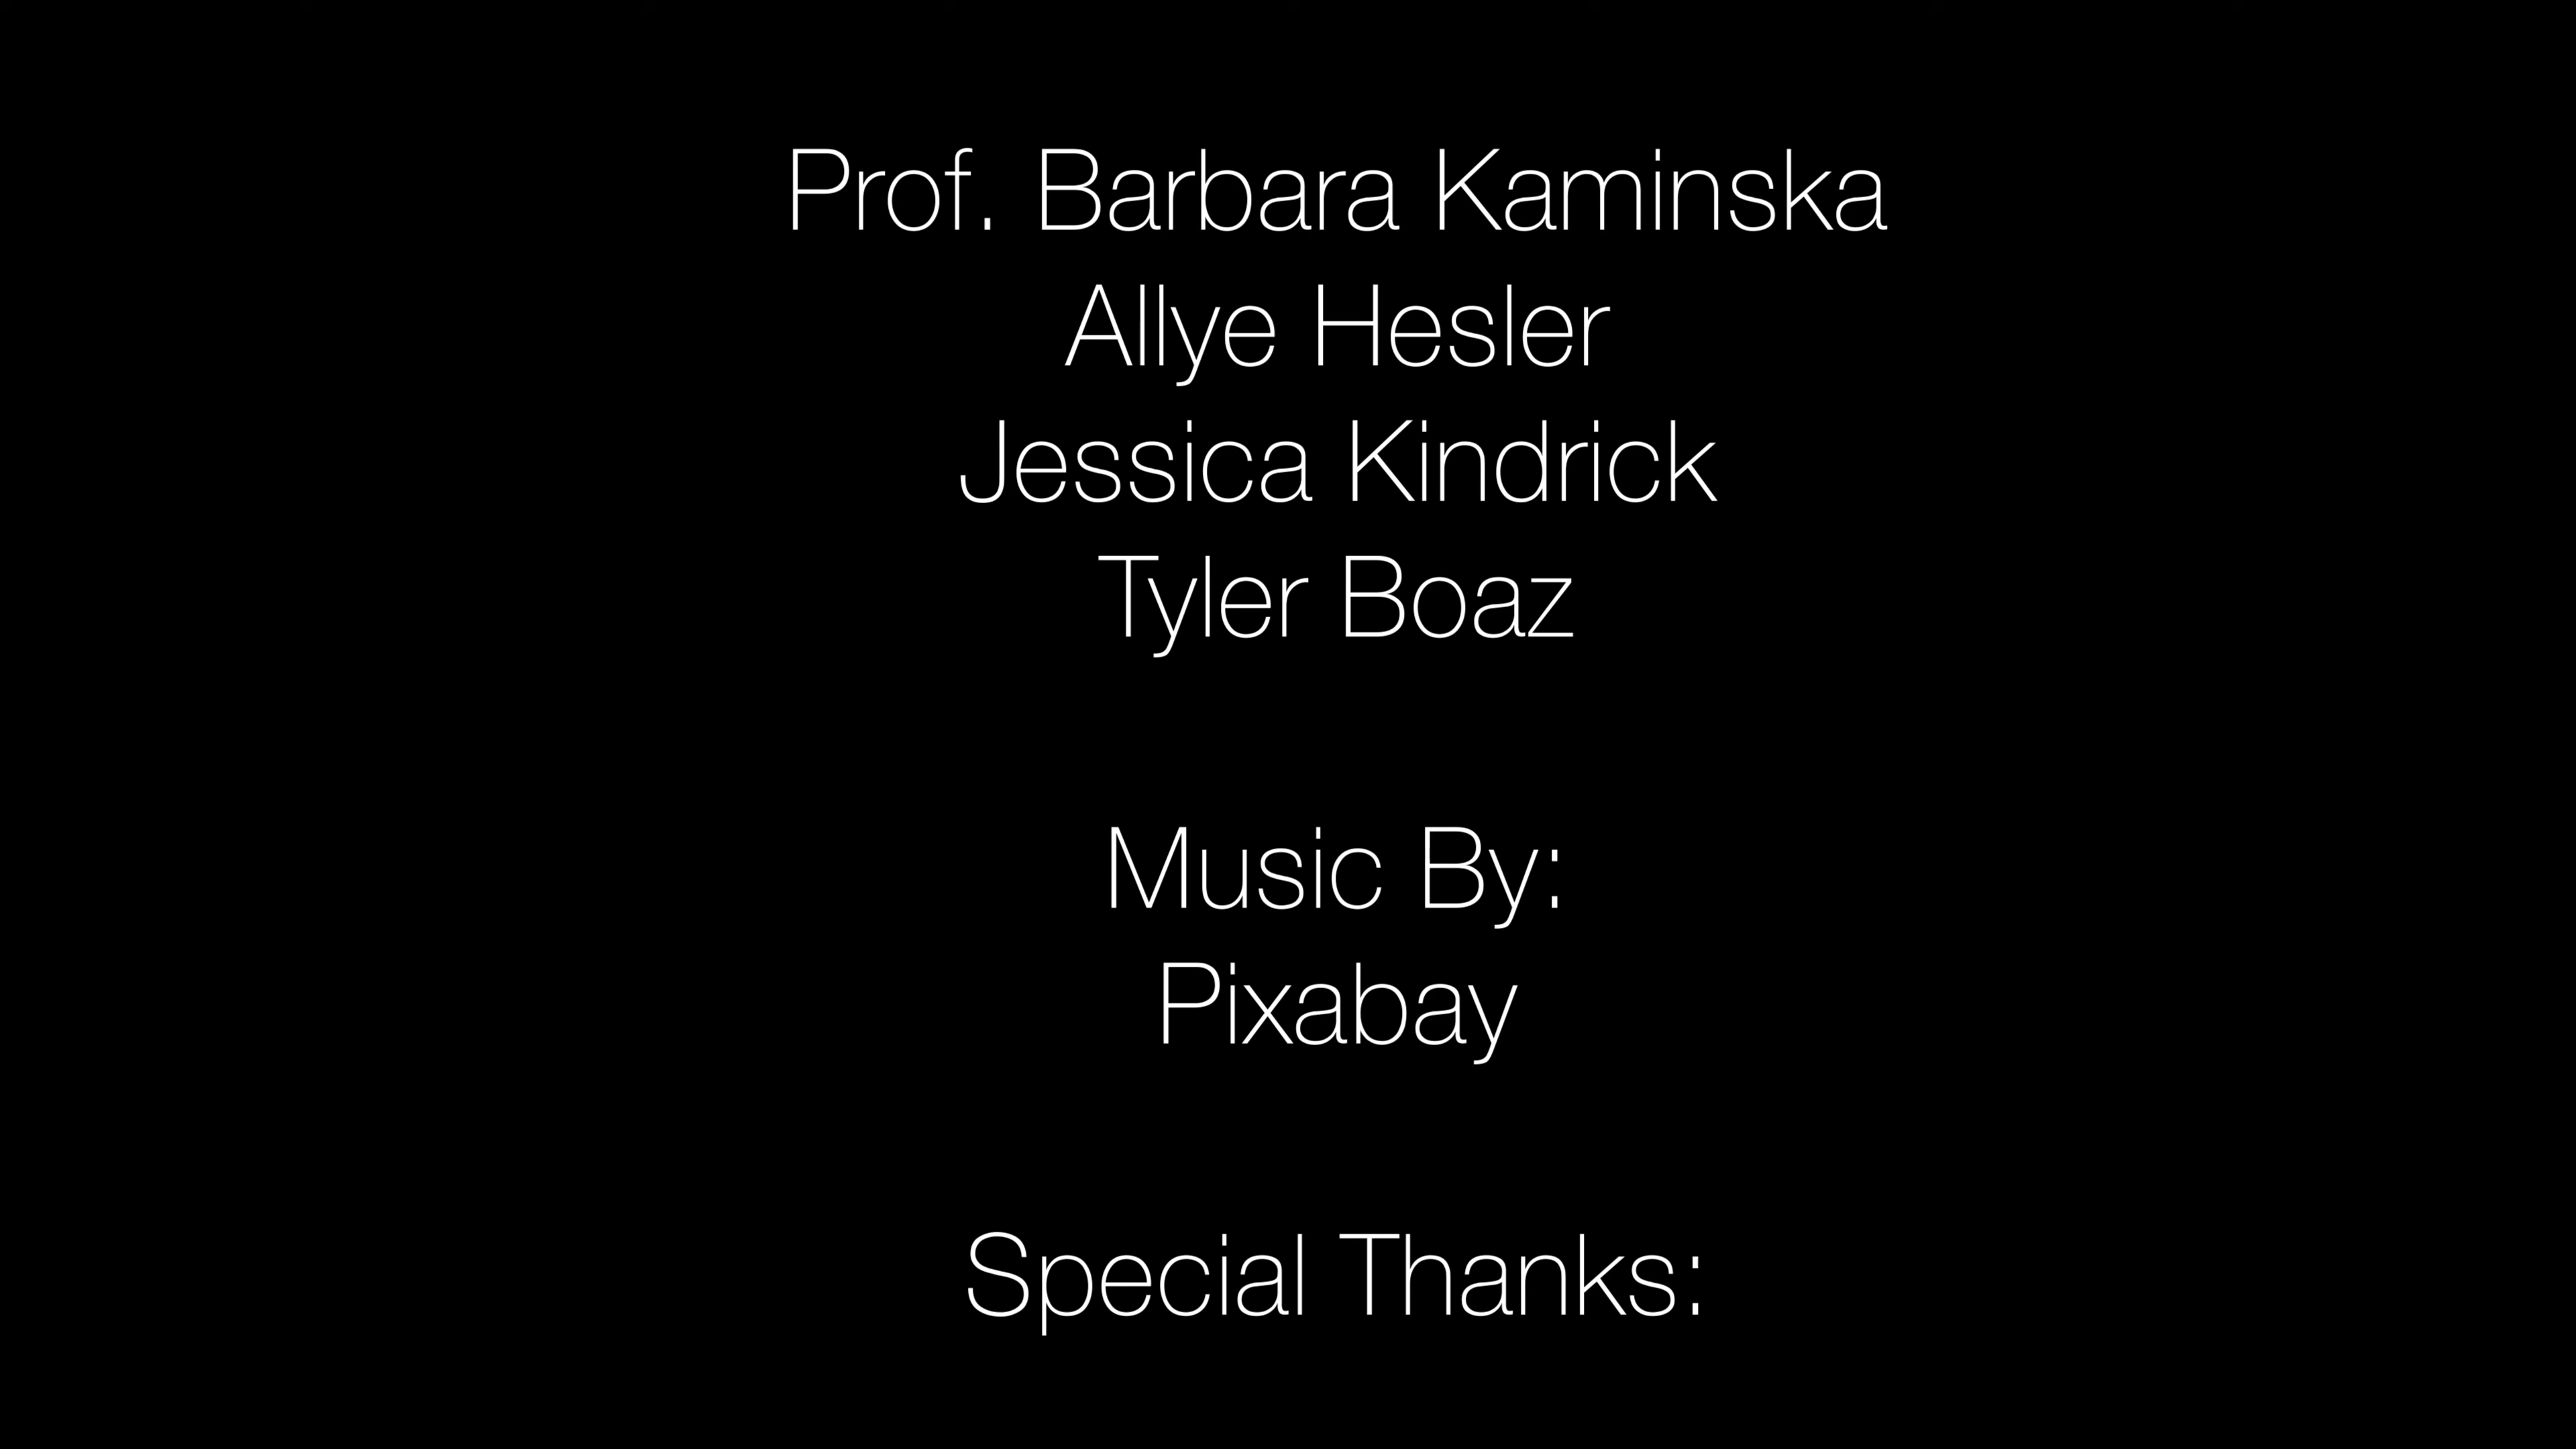 Prof. Barbara Kaminska
Allye Hesler
Jessica Kindrick
Tyler Boaz
Music By:
Pixabay
Special Thanks: